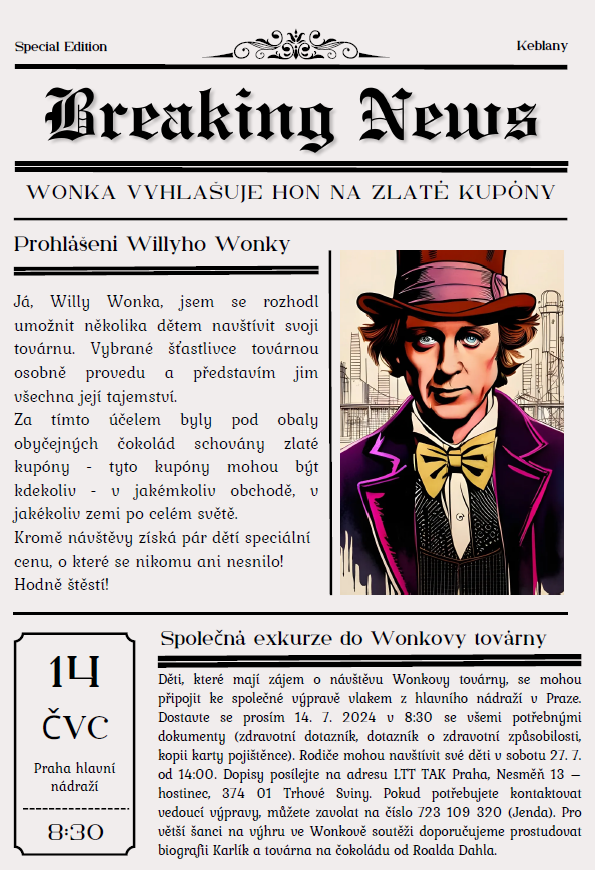 Special Edition
Keblany
Breaking News
WONKA VYHLAŠUJE HON NA ZLATÉ KUPÓNY
Prohlášení Willyho Wonky
Já, Willy Wonka, jsem se rozhodl
umožnit několika dětem navštívit svoji
továrnu. Vybrané šťastlivce továrnou
osobně provedu a představím jim
všechna její tajemství.
Za tímto účelem byly pod obaly
obyčejných čokolád schovány zlaté
kupóny - tyto kupóny mohou být
kdekoliv - v jakémkoliv obchodě, v
jakékoliv zemi po celém světě.
Kromě návštěvy získá pár dětí speciální
cenu, o které se nikomu ani nesnilo!
Hodně štěstí!
14
ČVC
Praha hlavní
nádraží
8:30
Společná exkurze do Wonkovy továrny
Děti, které mají zájem o návštěvu Wonkovy továrny, se mohou
připojit ke společné výpravě vlakem z hlavního nádraží v Praze.
Dostavte se prosím 14. 7. 2024 v 8:30 se všemi potřebnými
dokumenty (zdravotní dotazník, dotazník o zdravotní způsobilosti,
kopii karty pojištěnce). Rodiče mohou navštívit své děti v sobotu 27. 7.
od 14:00. Dopisy posílejte na adresu LTT TAK Praha, Nesměň 13 –
hostinec, 374 01 Trhové Sviny. Pokud potřebujete kontaktovat
vedoucí výpravy, můžete zavolat na číslo 723 109 320 (Jenda). Pro
větší šanci na výhru ve Wonkově soutěži doporučujeme prostudovat
biografii Karlík a továrna na čokoládu od Roalda Dahla.